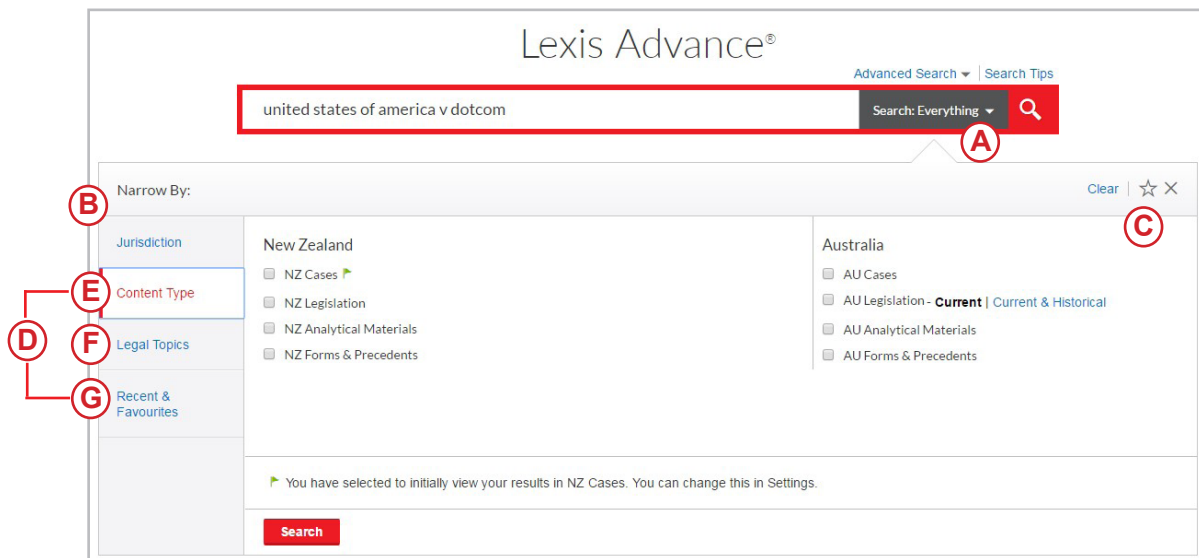 Lexis Advance®
Advanced Search Search Tips
united states of america v dotcom Search: Everything
A
Narrow By: Clear
B
C
Jurisdiction
Content Type
Legal Topics
Recent &
Favourites
D
E
F
G
New Zealand
NZ Cases
NZ Legislation
NZ Analytical Materials
NZ Forms & Precedents
Australia
AU Cases
AU Legislation - Current | Current & Historical
AU Analytical Materials
AU Forms & Precedents
You have selected to initially view your results in NZ Cases. You can change this in Settings.
Search